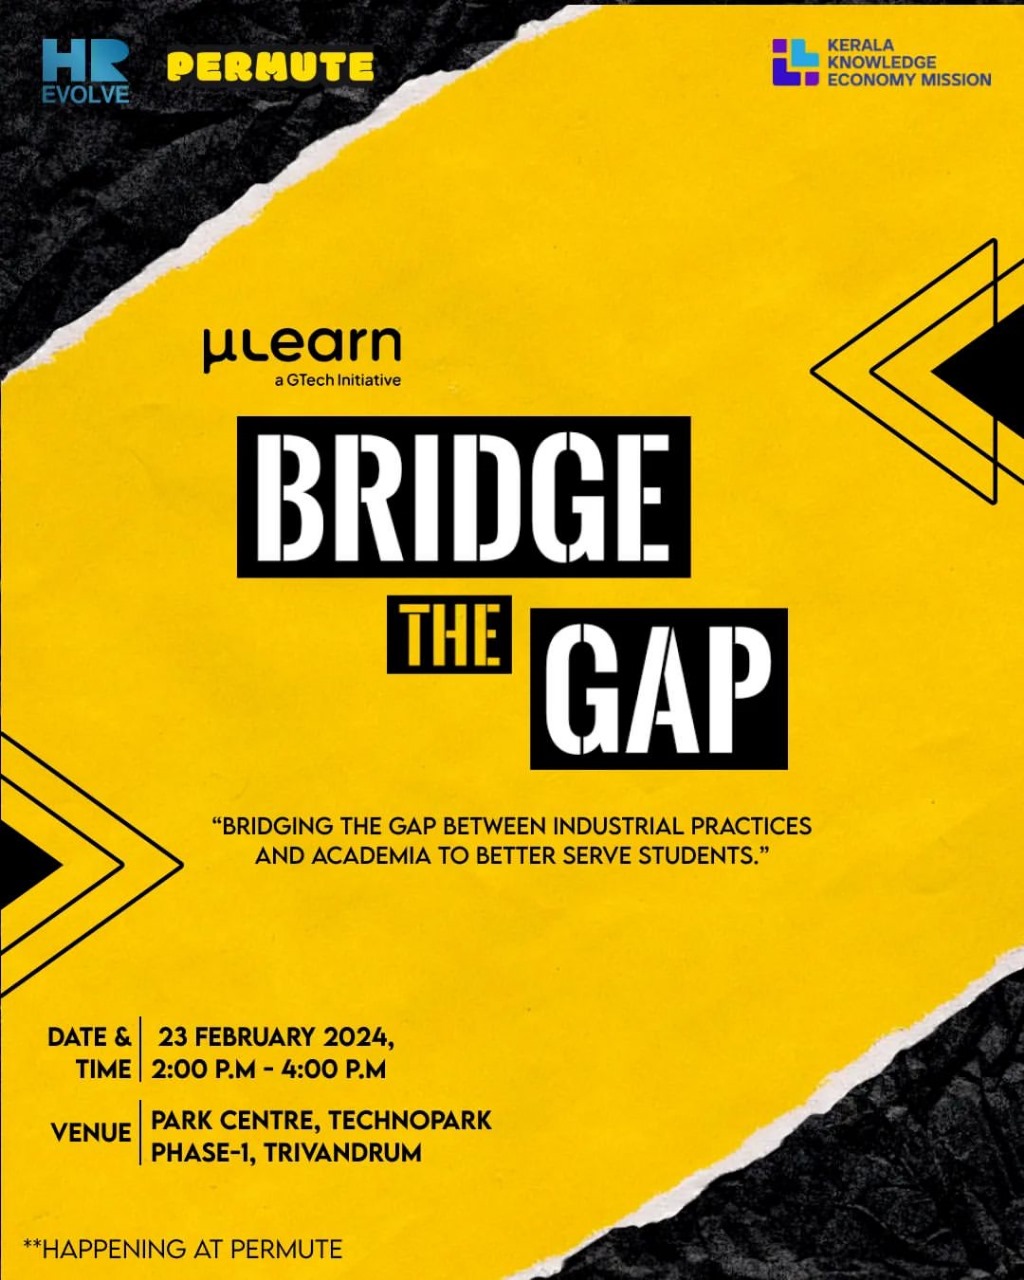 HR
EVOLVE
PERMUTE
KERALA
KNOWLEDGE
ECONOMY MISSION
µLearn
a GTech Initiative
BRIDGE
THE
GAP
“BRIDGING THE GAP BETWEEN INDUSTRIAL PRACTICES
AND ACADEMIA TO BETTER SERVE STUDENTS.”
DATE & 23 FEBRUARY 2024,
TIME 2:00 P.M - 4:00 P.M
VENUE PARK CENTRE, TECHNOPARK
PHASE-1, TRIVANDRUM
**HAPPENING AT PERMUTE